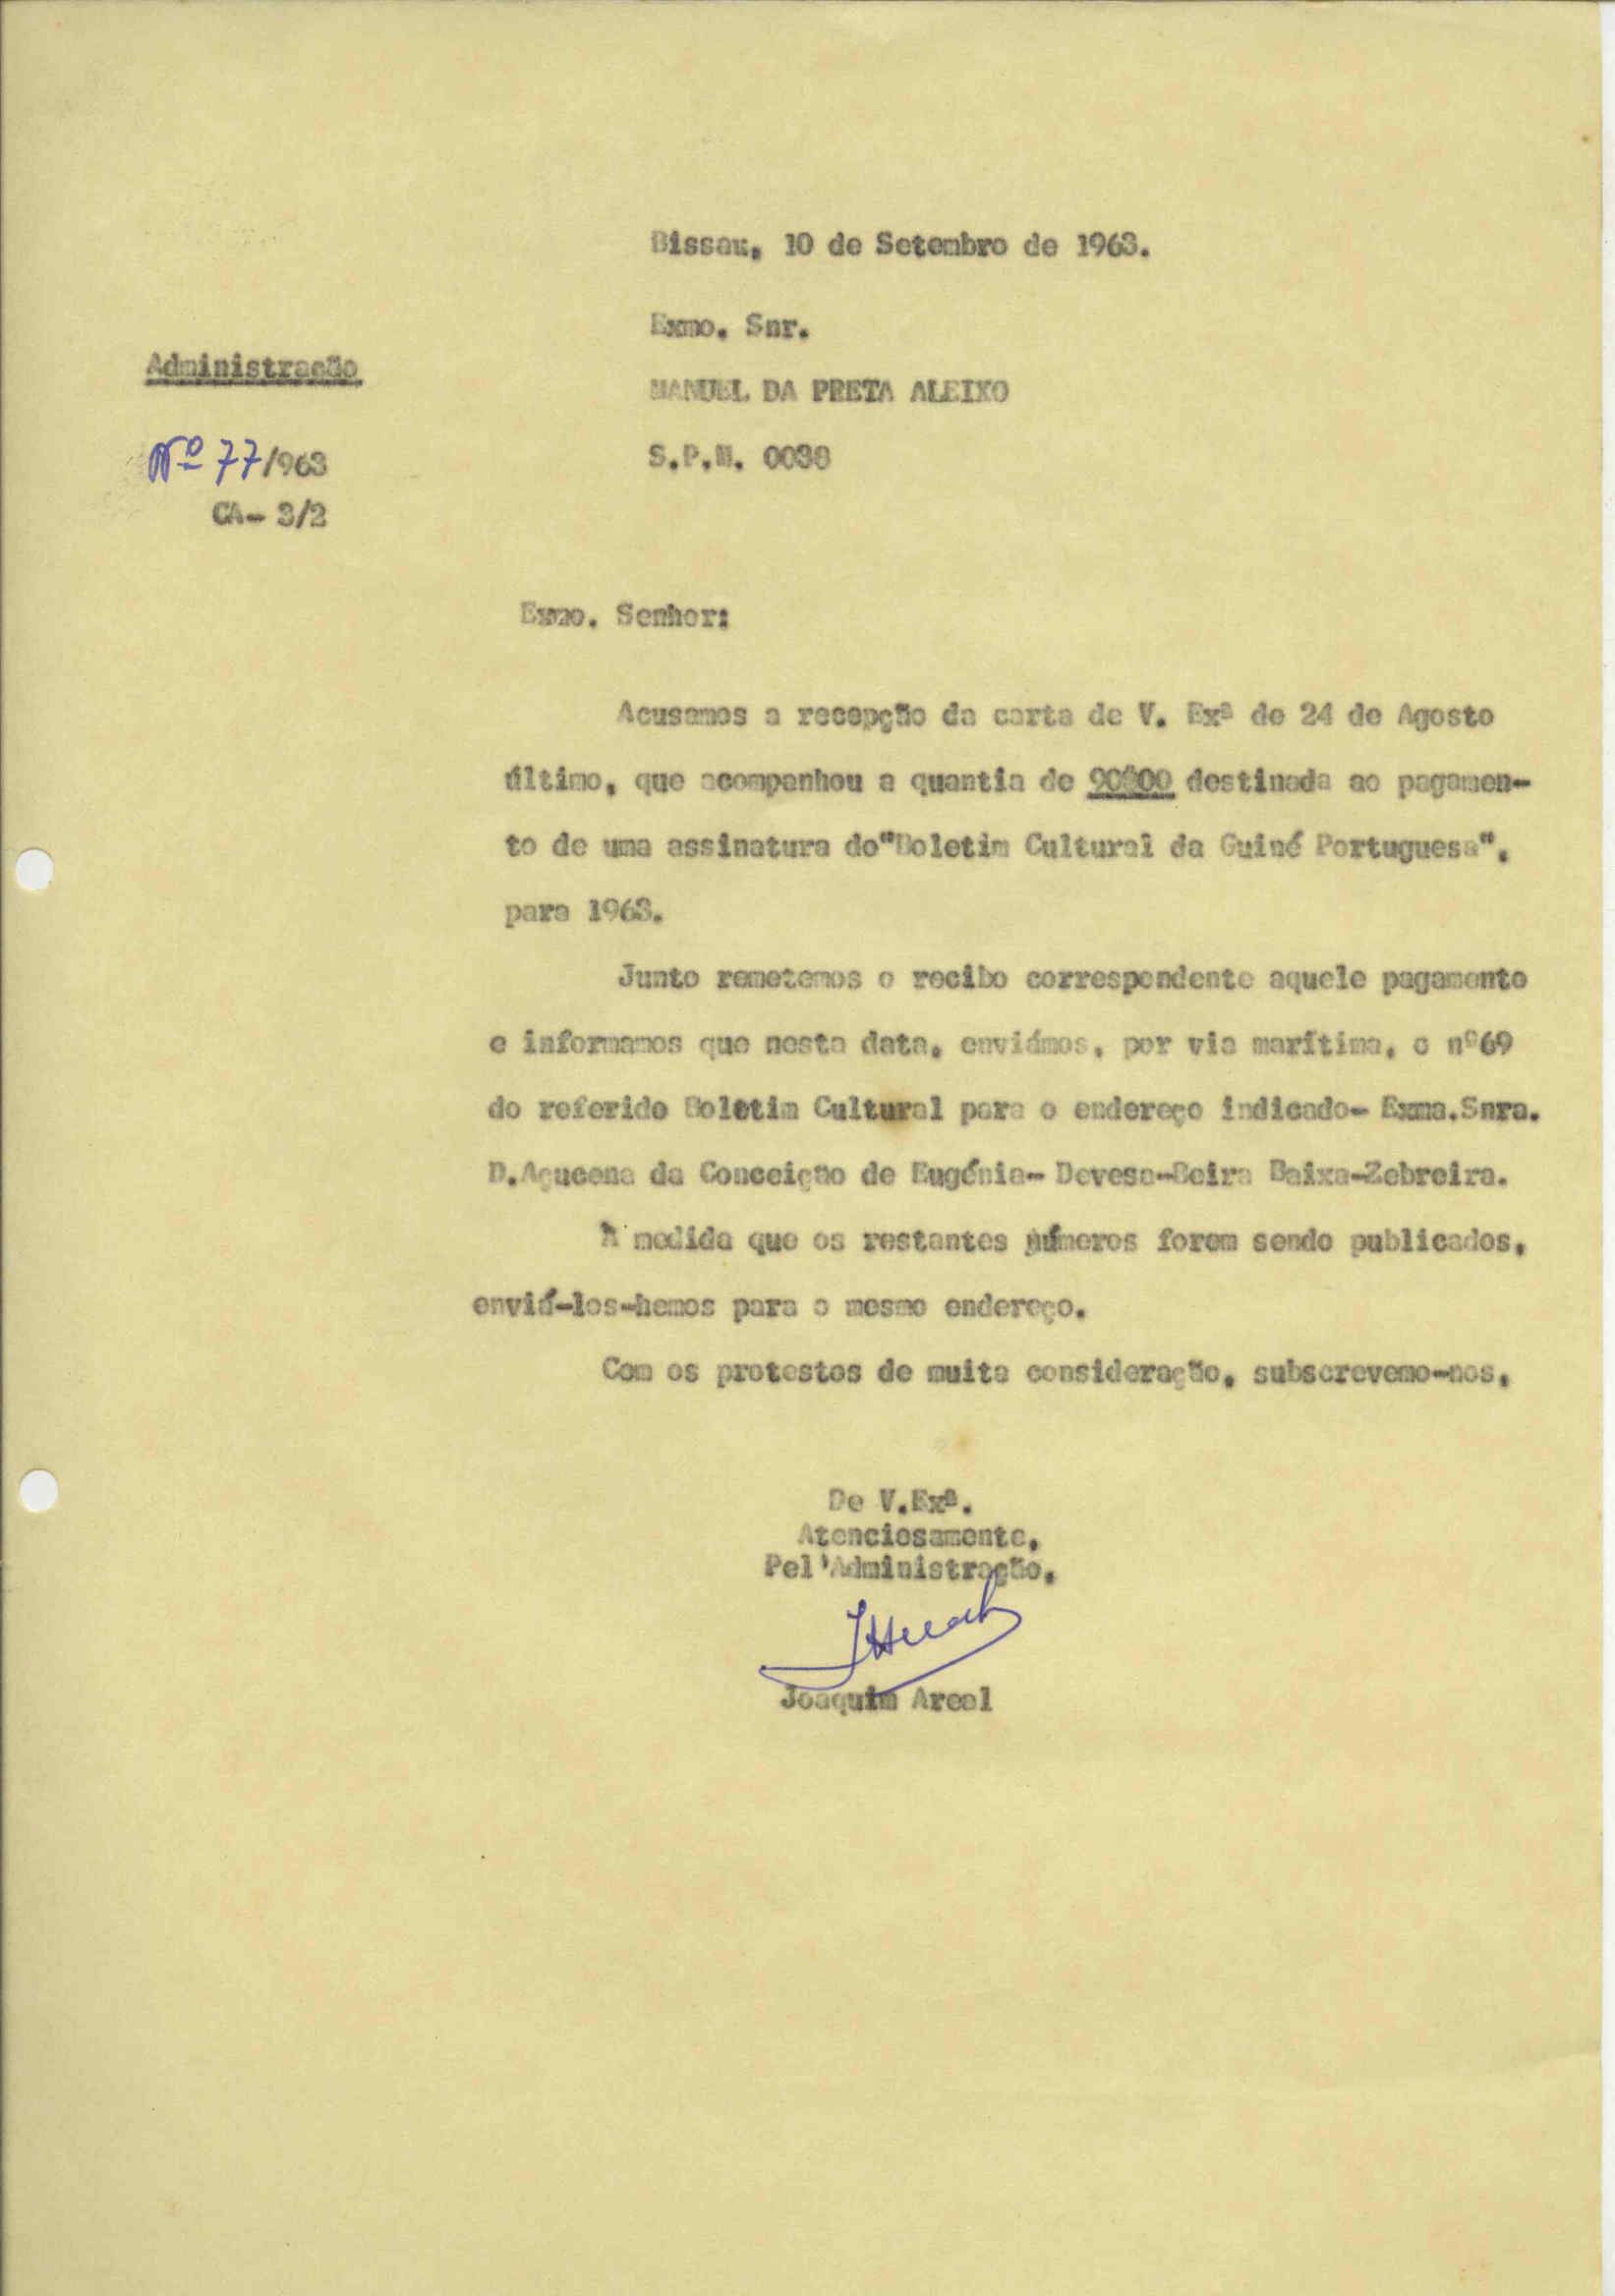 Bissau, 10 de Setembro de 1963.
Exmo. Snr.
Administração
MANUEL DA PRETA ALEIXO
Nº 77/963
S.P.M. 0038
CA- 3/2
Exmo. Senhor:
Acusamos a recepção da carta de V. Exª de 24 de Agosto
último, que acompanhou a quantia de 90$00 destinada ao pagamen-
to de uma assinatura do"Boletim Cultural da Guiné Portuguesa",
para 1963.
Junto remetemos o recibo correspondente aquele pagamento
e informamos que nesta data, enviámos, por via marítima, o nº69
do referido Boletim Cultural para o endereço indicado- Exma.Snra.
D.Açucena da Conceição de Eugénia- Devesa-Beira Baixa-Zebreira.
À medida que os restantes números forem sendo publicados,
enviá-los-hemos para o mesmo endereço.
Com os protestos de muita consideração, subscrevemo-nos,
De V.Exª.
Atenciosamente,
Pel'Administração,
Joaquim Areal